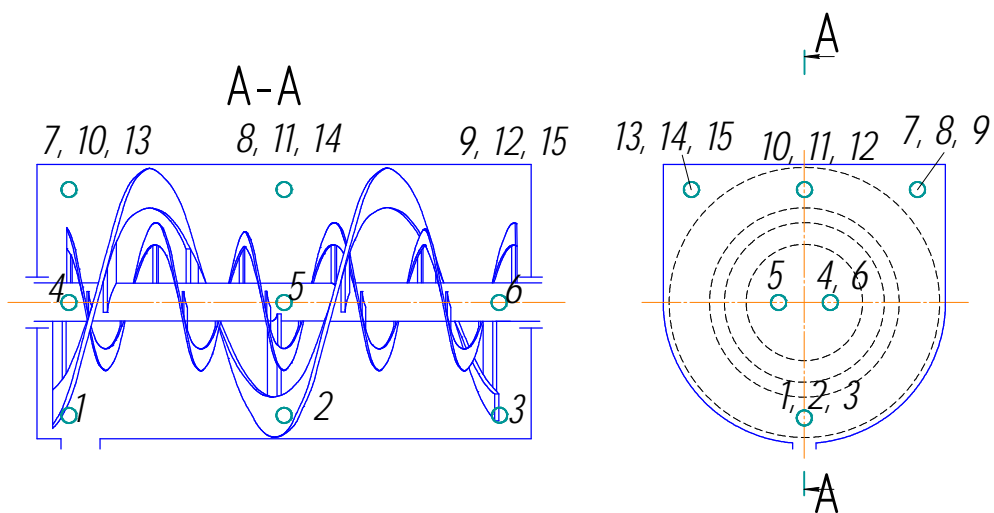 A
A-A
7, 10, 13
8, 11, 14
9, 12, 15
13, 14, 15
10, 11, 12
7, 8, 9
4
5
6
5
4, 6
1
2
3
1, 2, 3
A